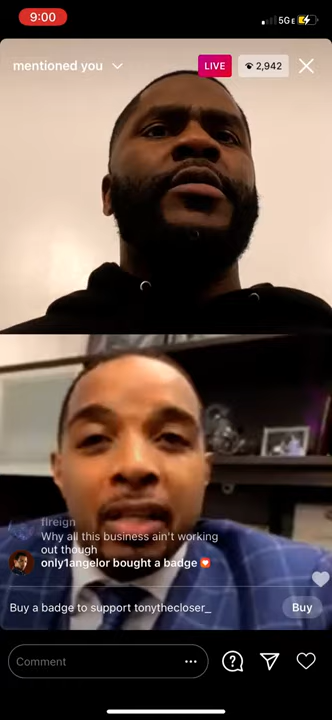 9:00
5GE
mentioned you
LIVE
2,942
flreign
Why all this business ain't working
out though
only1angelor bought a badge
Buy a badge to support tonythecloser_
Buy
Comment